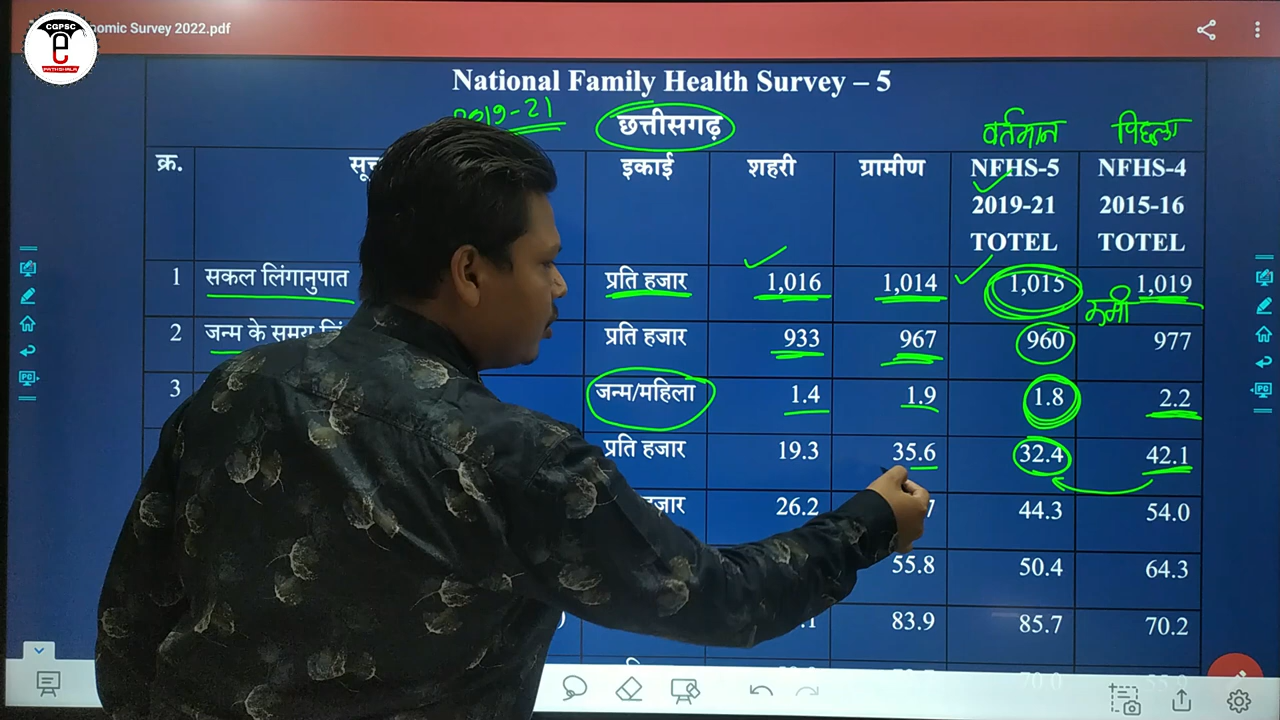 CGPSC
e
PATHSHALA
nomic Survey 2022.pdf
National Family Health Survey – 5
2019-21
छत्तीसगढ़
वर्तमान
पिछला
क्र.
इकाई
शहरी
ग्रामीण
NFHS-5
2019-21
TOTEL
NFHS-4
2015-16
TOTEL
1 सकल लिंगानुपात प्रति हजार 1,016 1,014 1,015 1,019
कमी
2 जन्म के समय प्रति हजार 933 967 960 977
3 जन्म/महिला 1.4 1.9 1.8 2.2
प्रति हजार 19.3 35.6 32.4 42.1
हजार 26.2 7 44.3 54.0
55.8 50.4 64.3
83.9 85.7 70.2